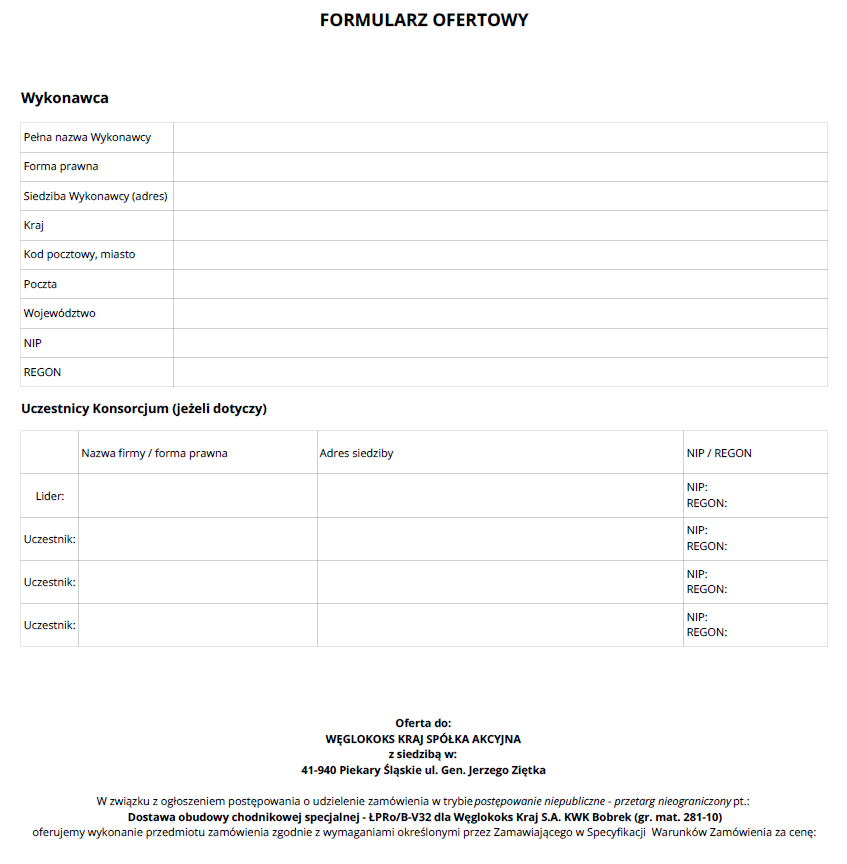 FORMULARZ OFERTOWY
Wykonawca
Pełna nazwa Wykonawcy
Forma prawna
Siedziba Wykonawcy (adres)
Kraj
Kod pocztowy, miasto
Poczta
Województwo
NIP
REGON
Uczestnicy Konsorcjum (jeżeli dotyczy)
Nazwa firmy / forma prawna Adres siedziby NIP / REGON
Lider: NIP:
REGON:
Uczestnik: NIP:
REGON:
Uczestnik: NIP:
REGON:
Uczestnik: NIP:
REGON:
Oferta do:
WĘGLOKOKS KRAJ SPÓŁKA AKCYJNA
z siedzibą w:
41-940 Piekary Śląskie ul. Gen. Jerzego Ziętka
W związku z ogłoszeniem postępowania o udzielenie zamówienia w trybie postępowanie niepubliczne - przetarg nieograniczony pt.:
Dostawa obudowy chodnikowej specjalnej - ŁPRo/B-V32 dla Węglokoks Kraj S.A. KWK Bobrek (gr. mat. 281-10)
oferujemy wykonanie przedmiotu zamówienia zgodnie z wymaganiami określonymi przez Zamawiającego w Specyfikacji Warunków Zamówienia za cenę: